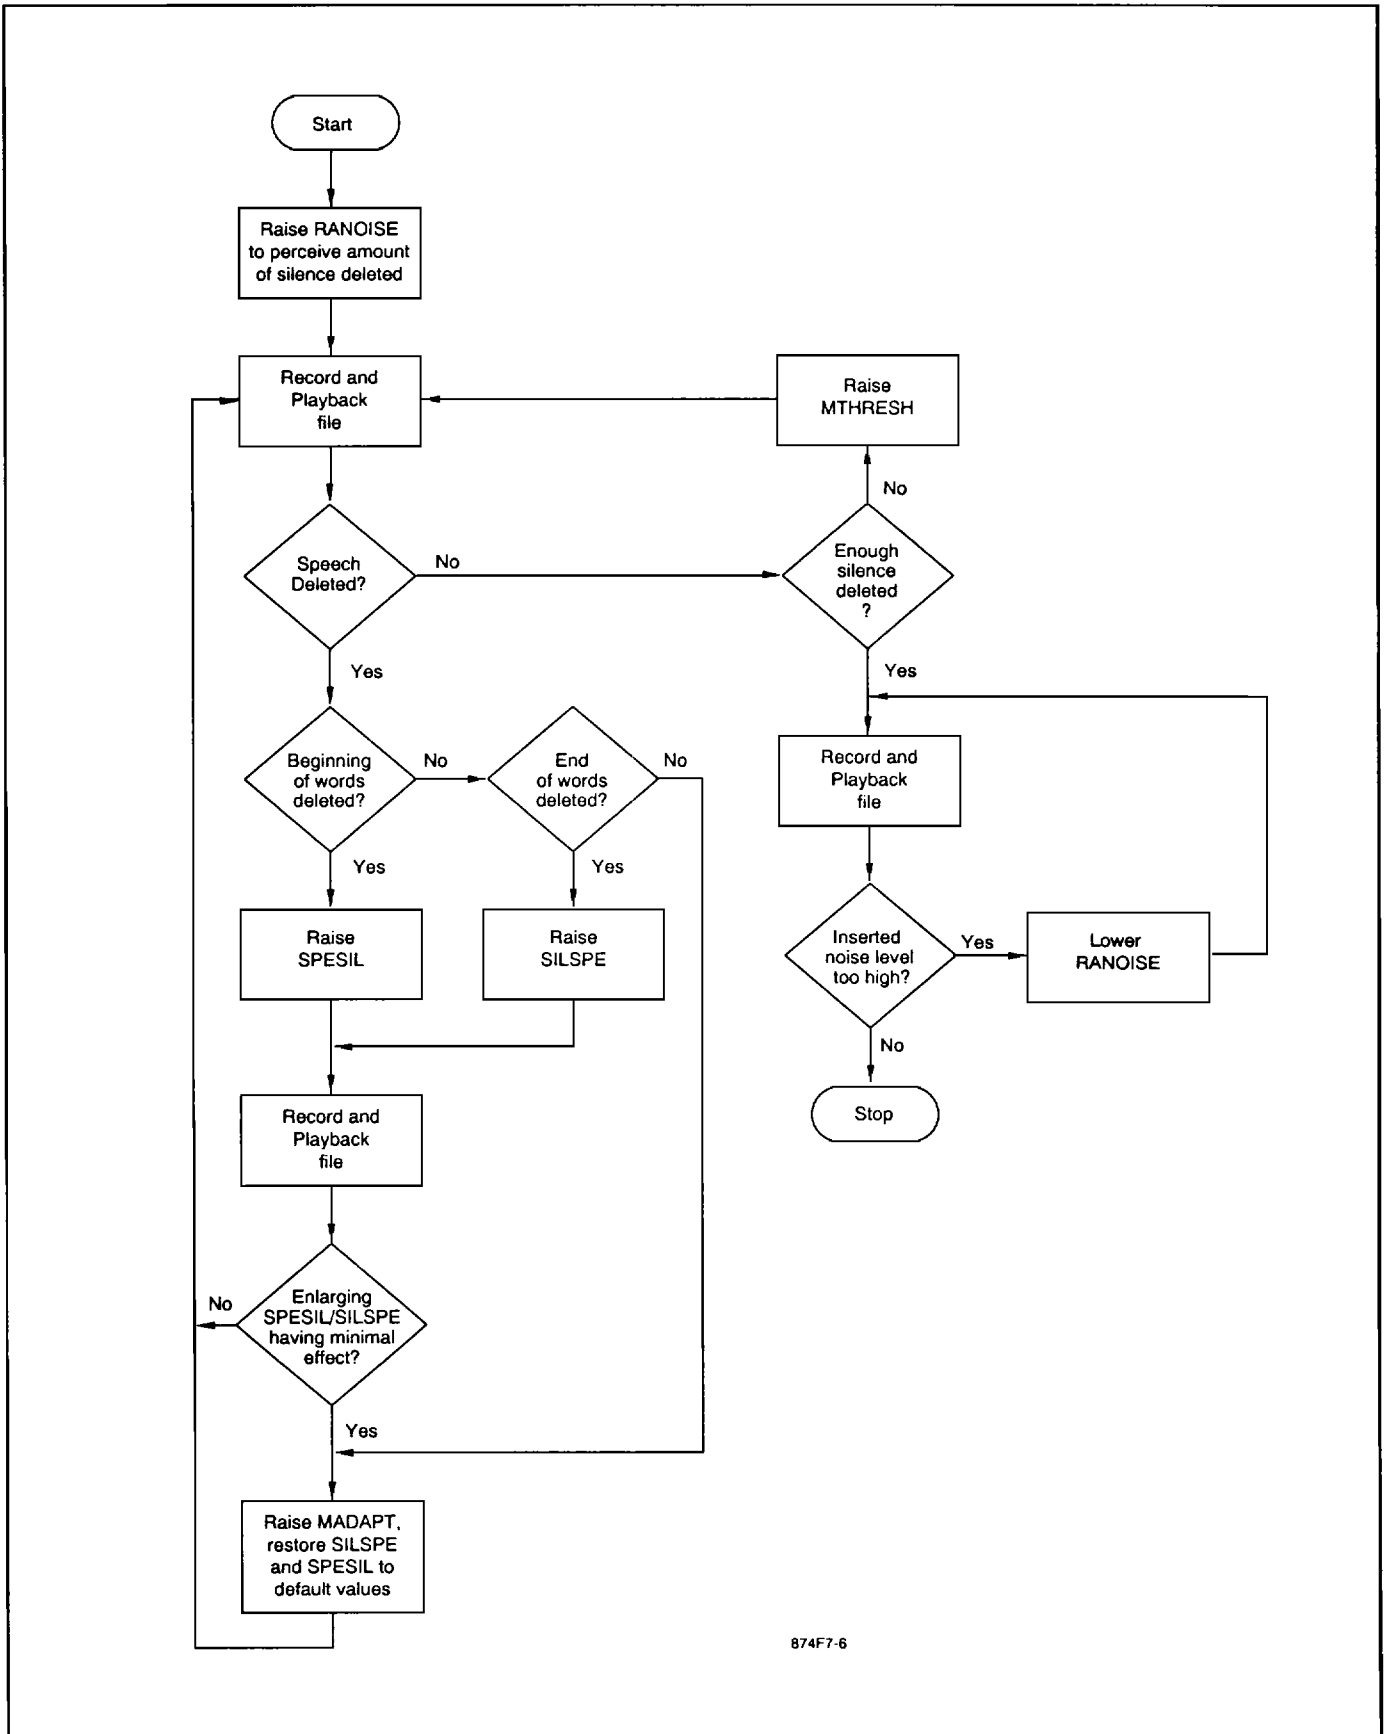 Start
Raise RANOISE
to perceive amount
of silence deleted
Record and
Playback
file
Raise
MTHRESH
No
Speech
Deleted?
No
Enough
silence
deleted
?
Yes
Yes
Beginning
of words
deleted?
No
End
of words
deleted?
No
Record and
Playback
file
Yes
Yes
Raise
SPESIL
Raise
SILSPE
Inserted
noise level
too high?
Yes
Lower
RANOISE
No
Record and
Playback
file
Stop
No
Enlarging
SPESIL/SILSPE
having minimal
effect?
Yes
Raise MADAPT,
restore SILSPE
and SPESIL to
default values
874F7-6